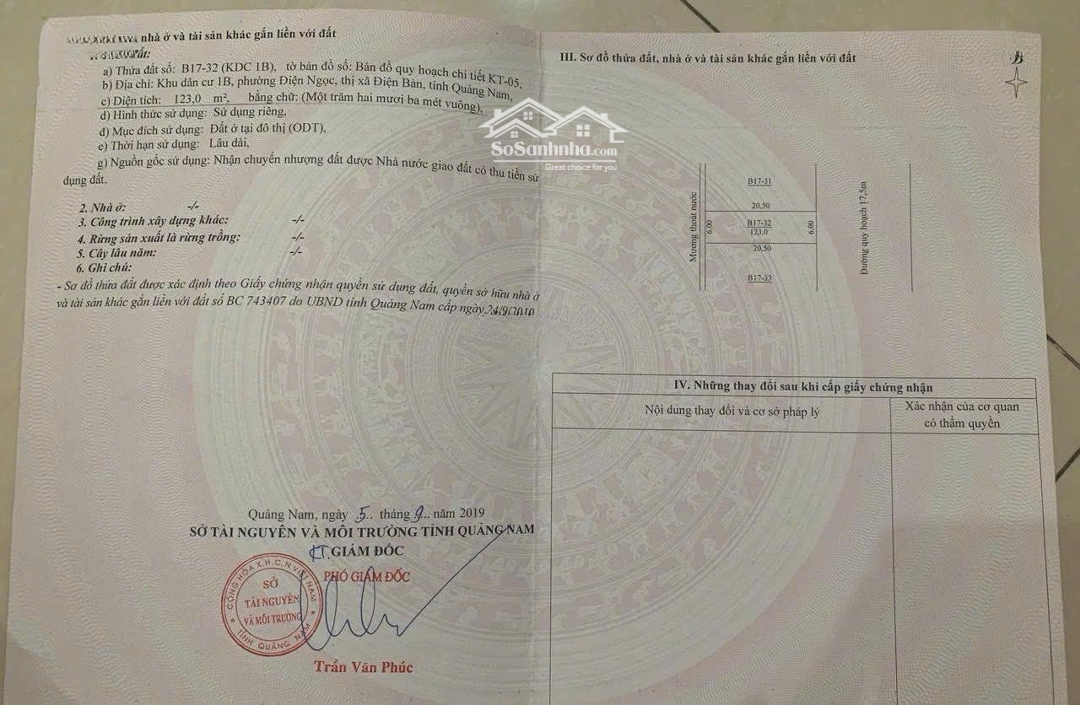 nhà ở và tài sản khác gắn liền với đất
đất:
a) Thửa đất số: B17-32 (KDC 1B), tờ bản đồ số: Bản đồ quy hoạch chi tiết KT-05,
b) Địa chỉ: Khu dân cư 1B, phường Điện Ngọc, thị xã Điện Bàn, tỉnh Quảng Nam,
c) Diện tích: 123,0 m², bằng chữ: (Một trăm hai mươi ba mét vuông),
d) Hình thức sử dụng: Sử dụng riêng,
đ) Mục đích sử dụng: Đất ở tại đô thị (ODT),
e) Thời hạn sử dụng: Lâu dài,
g) Nguồn gốc sử dụng: Nhận chuyển nhượng đất được Nhà nước giao đất có thu tiền sử
dụng đất.
2. Nhà ở: -/-
3. Công trình xây dựng khác: -/-
4. Rừng sản xuất là rừng trồng: -/-
5. Cây lâu năm: -/-
6. Ghi chú:
- Sơ đồ thửa đất được xác định theo Giấy chứng nhận quyền sử dụng đất, quyền sở hữu nhà ở
và tài sản khác gắn liền với đất số BC 743407 do UBND tỉnh Quảng Nam cấp ngày 24/9/2010
Quảng Nam, ngày 5.. tháng 9.. năm 2019
SỞ TÀI NGUYÊN VÀ MÔI TRƯỜNG TỈNH QUẢNG NAM
KT.GIÁM ĐỐC
PHÓ GIÁM ĐỐC
CỘNG HÒA X.H.C.N VIỆT NAM
SỞ
TÀI NGUYÊN
VÀ MÔI TRƯỜNG
TỈNH QUẢNG NAM
Trần Văn Phúc
SoSanhnha.com
Great choice for you
III. Sơ đồ thửa đất, nhà ở và tài sản khác gắn liền với đất
B
Mương thoát nước
B17-31
20,50
6,00
B17-32
123,0
6,00
20,50
B17-33
Đường quy hoạch 17,5m
IV. Những thay đổi sau khi cấp giấy chứng nhận
Nội dung thay đổi và cơ sở pháp lý
Xác nhận của cơ quan
có thẩm quyền